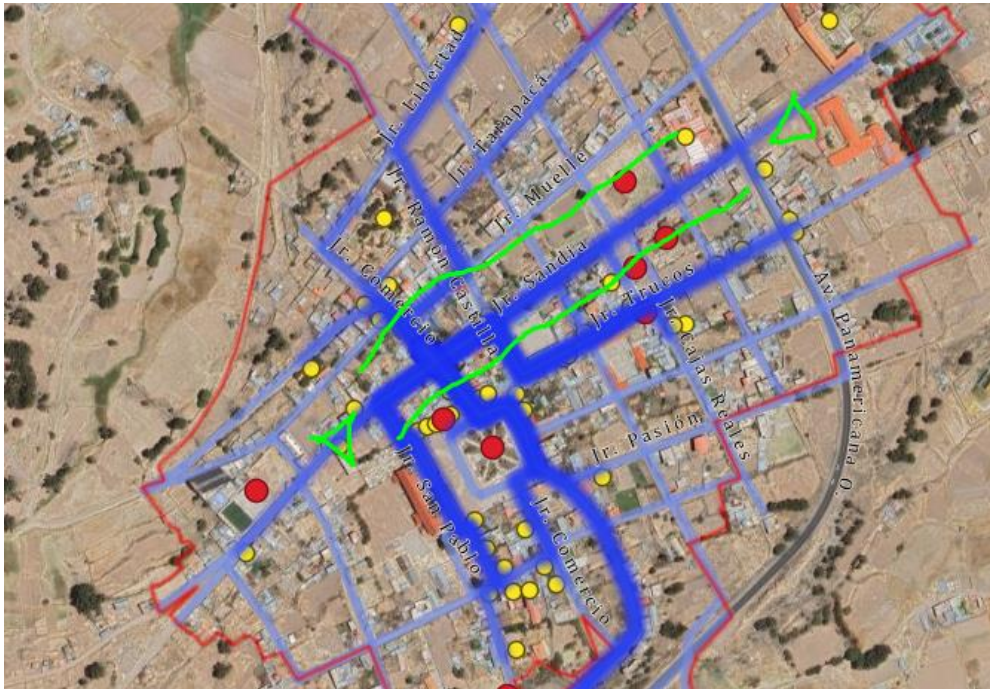 Jr. Libertad
Jr. Tarapacá
Jr. Muelle
Jr. Ramón Castilla
Jr. Comercio
Jr. Sandia
Jr. Trucos
Jr. Cajas Reales
Av. Panamericana O.
Jr. Pasión
Jr. San Pablo
Jr. Comercio